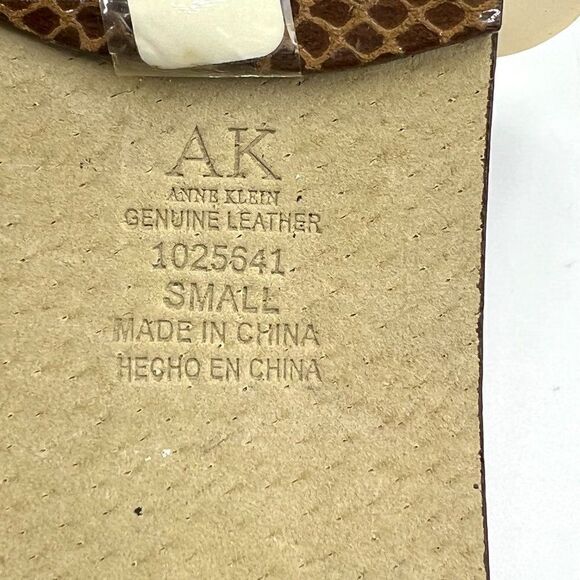 AK
ANNE KLEIN
GENUINE LEATHER
1025641
SMALL
MADE IN CHINA
HECHO EN CHINA